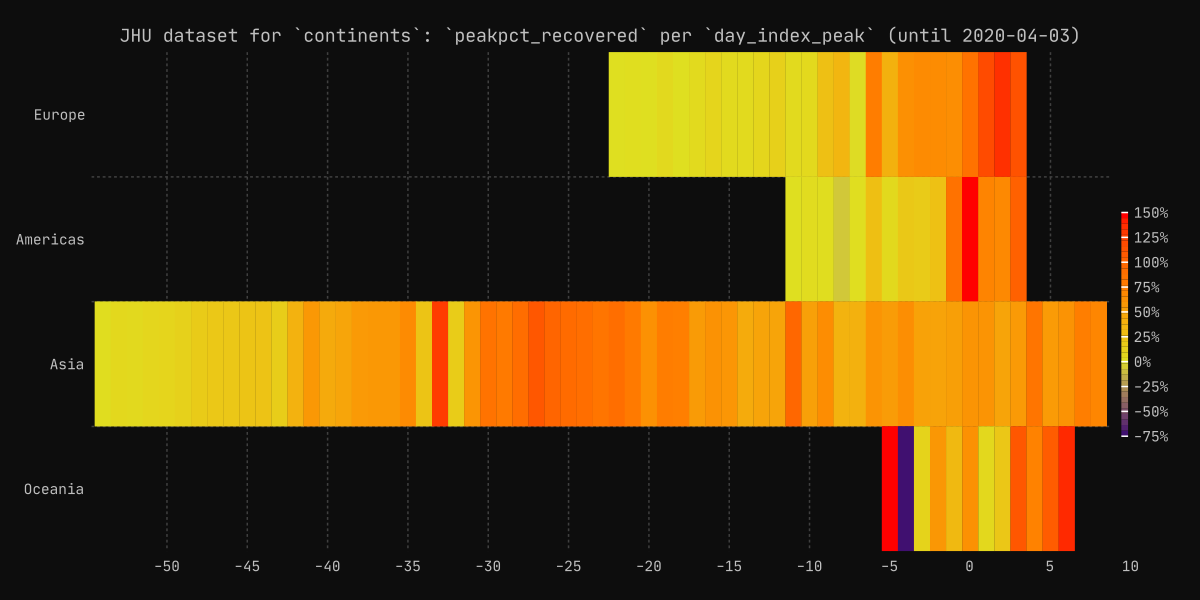 JHU dataset for `continents`: `peakpct_recovered` per `day_index_peak` (until 2020-04-03)
Europe
Americas
Asia
Oceania
150%
125%
100%
75%
50%
25%
0%
-25%
-50%
-75%
-50 -45 -40 -35 -30 -25 -20 -15 -10 -5 0 5 10